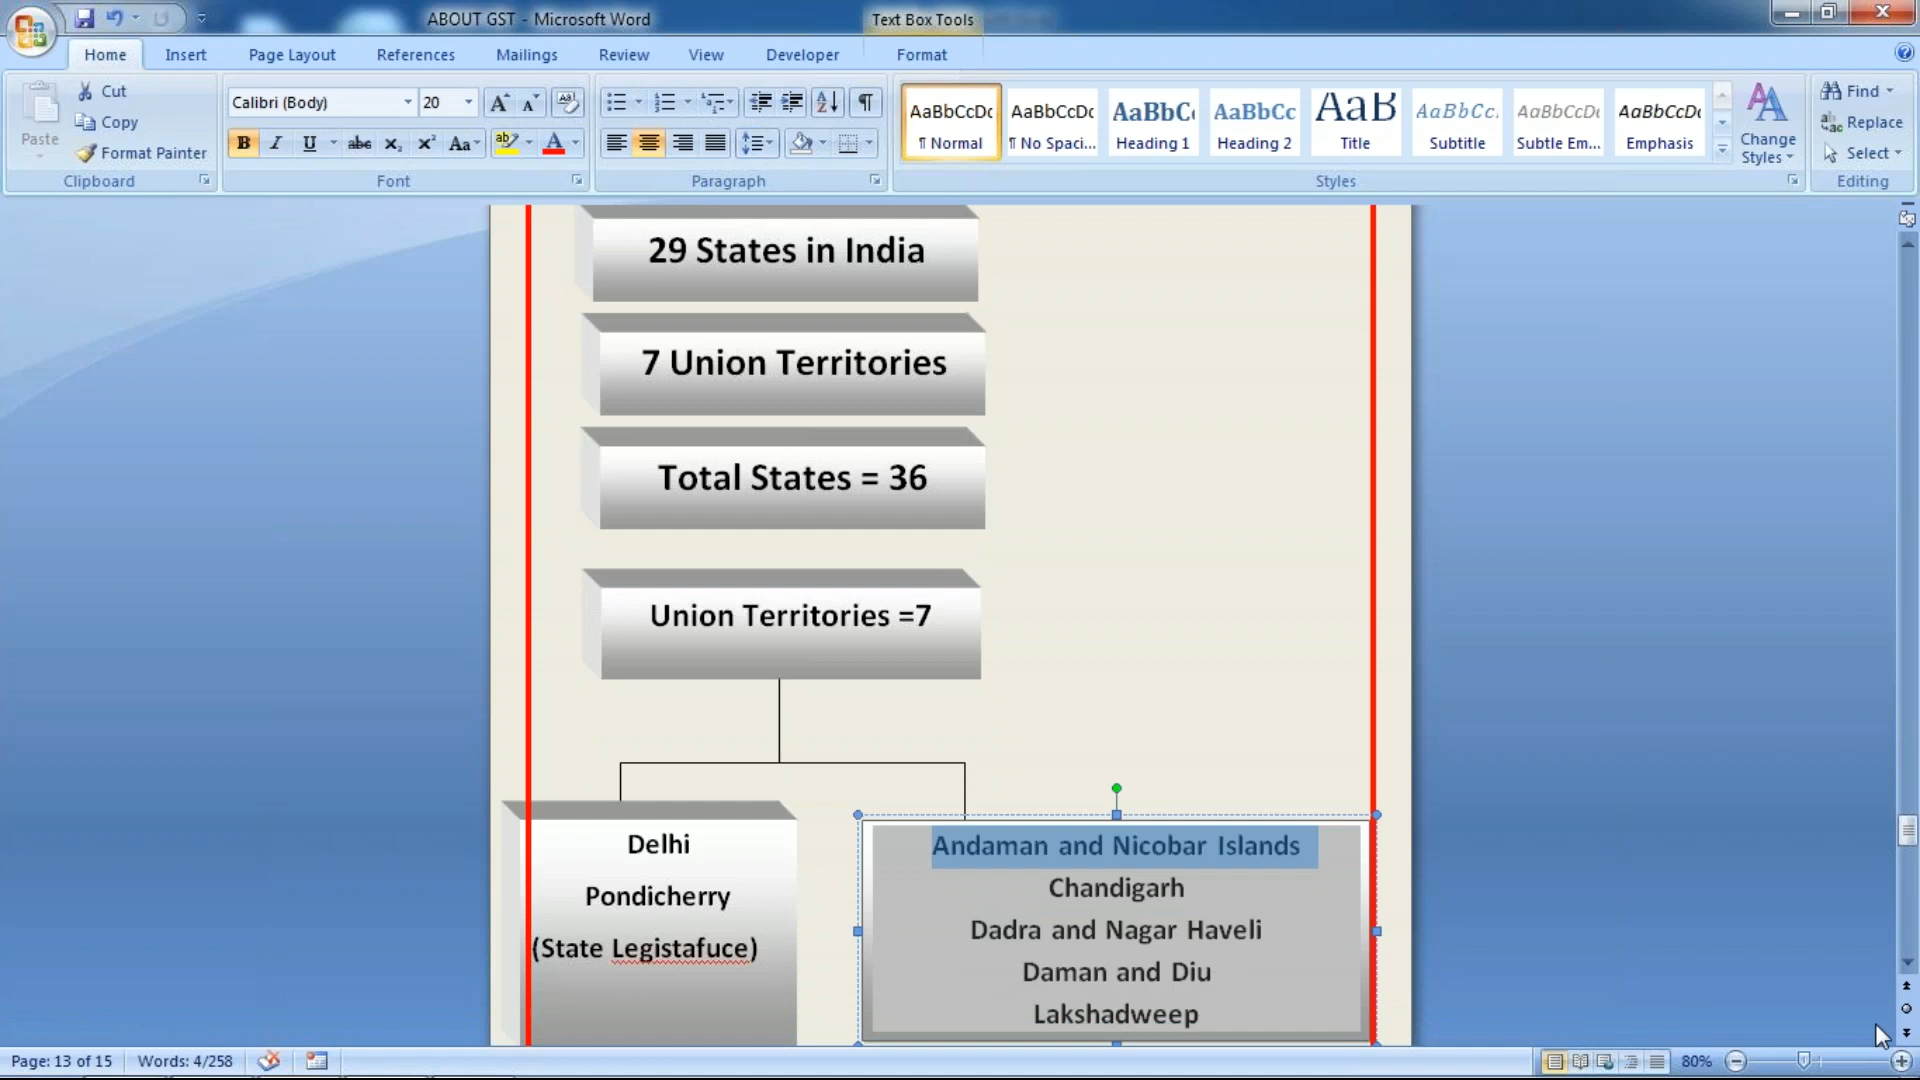 ABOUT GST - Microsoft Word
Text Box Tools
Home Insert Page Layout References Mailings Review View Developer Format
Paste
Cut
Copy
Format Painter
Clipboard
Calibri (Body) 20
Font
Paragraph
AaBbCcDc AaBbCcDc AaBbC AaBbCc AaB AaBbCc. AaBbCcDc AaBbCcDc
¶ Normal ¶ No Spaci... Heading 1 Heading 2 Title Subtitle Subtle Em... Emphasis
Change
Styles
Styles
Find
Replace
Select
Editing
29 States in India
7 Union Territories
Total States = 36
Union Territories =7
Delhi
Pondicherry
(State Legistafuce)
Andaman and Nicobar Islands
Chandigarh
Dadra and Nagar Haveli
Daman and Diu
Lakshadweep
Page: 13 of 15 Words: 4/258 80%